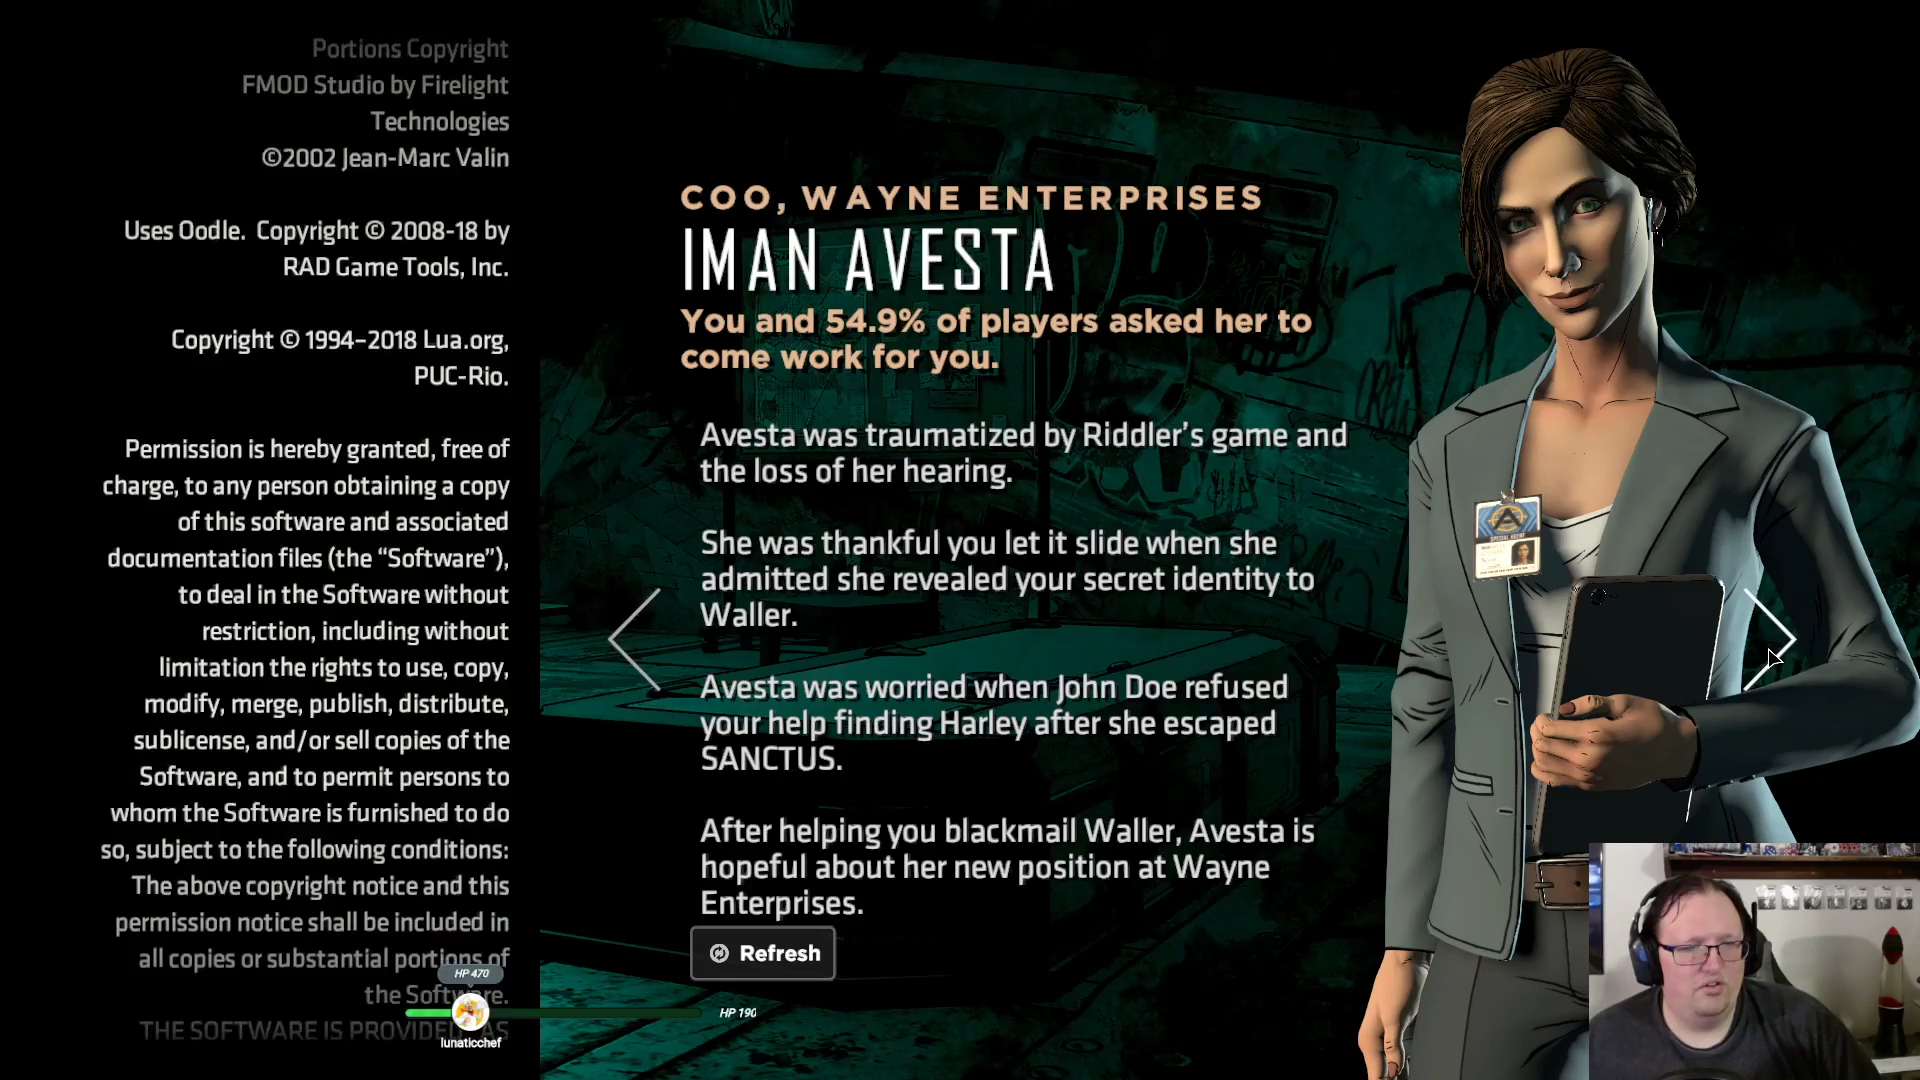 Portions Copyright
FMOD Studio by Firelight
Technologies
©2002 Jean-Marc Valin
Uses Oodle.  Copyright © 2008-18 by
RAD Game Tools, Inc.
Copyright © 1994–2018 Lua.org,
PUC-Rio.
Permission is hereby granted, free of
charge, to any person obtaining a copy
of this software and associated
documentation files (the “Software”),
to deal in the Software without
restriction, including without
limitation the rights to use, copy,
modify, merge, publish, distribute,
sublicense, and/or sell copies of the
Software, and to permit persons to
whom the Software is furnished to do
so, subject to the following conditions:
The above copyright notice and this
permission notice shall be included in
all copies or substantial portions of
the Software.
THE SOFTWARE IS PROVIDED AS
COO, WAYNE ENTERPRISES
IMAN AVESTA
You and 54.9% of players asked her to
come work for you.
Avesta was traumatized by Riddler’s game and
the loss of her hearing.
She was thankful you let it slide when she
admitted she revealed your secret identity to
Waller.
Avesta was worried when John Doe refused
your help finding Harley after she escaped
SANCTUS.
After helping you blackmail Waller, Avesta is
hopeful about her new position at Wayne
Enterprises.
Refresh
HP 470
HP 190
lunaticchef
SPECIAL AGENT